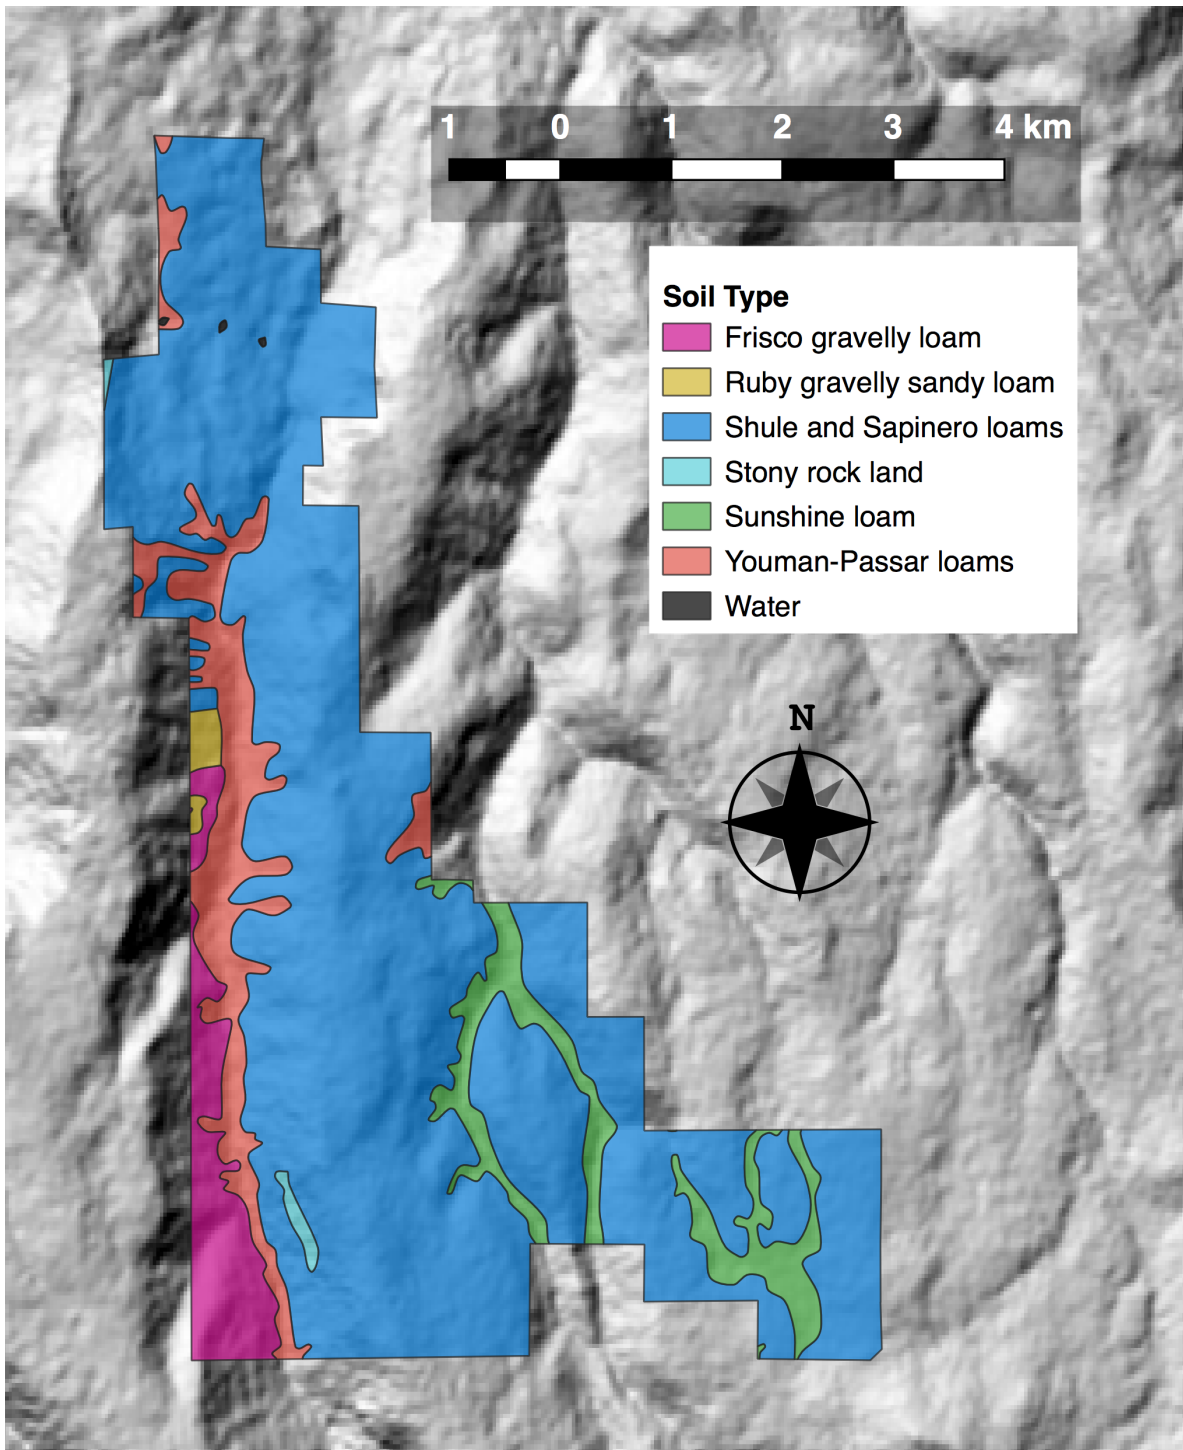 1 0 1 2 3 4 km
Soil Type
Frisco gravelly loam
Ruby gravelly sandy loam
Shule and Sapinero loams
Stony rock land
Sunshine loam
Youman-Passar loams
Water
N